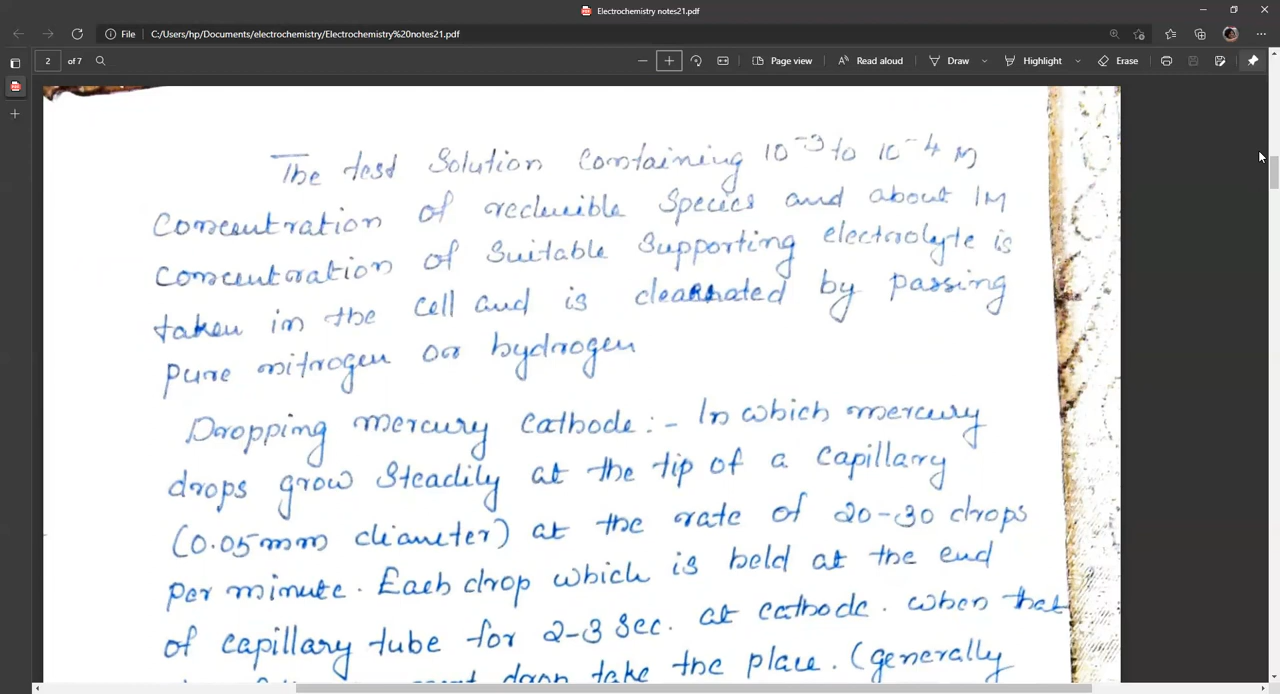 Electrochemistry notes21.pdf
File C:/Users/hp/Documents/electrochemistry/Electrochemistry%20notes21.pdf
2 of 7 Page view Read aloud Draw Highlight Erase
The test Solution Containing 10⁻³ to 10⁻⁴ M
Concentration of reducible Species and about 1M
Concentration of Suitable Supporting electrolyte is
taken in the cell and is by passing
pure nitrogen or hydrogen
Dropping mercury cathode:- In which mercury
drops grow Steadily at the tip of a Capillary
(0.05mm diameter) at the rate of 20-30 drops
per minute. Each drop which is held at the end
of capillary tube for 2-3 Sec. at cathode. when that
drop take the place. (generally